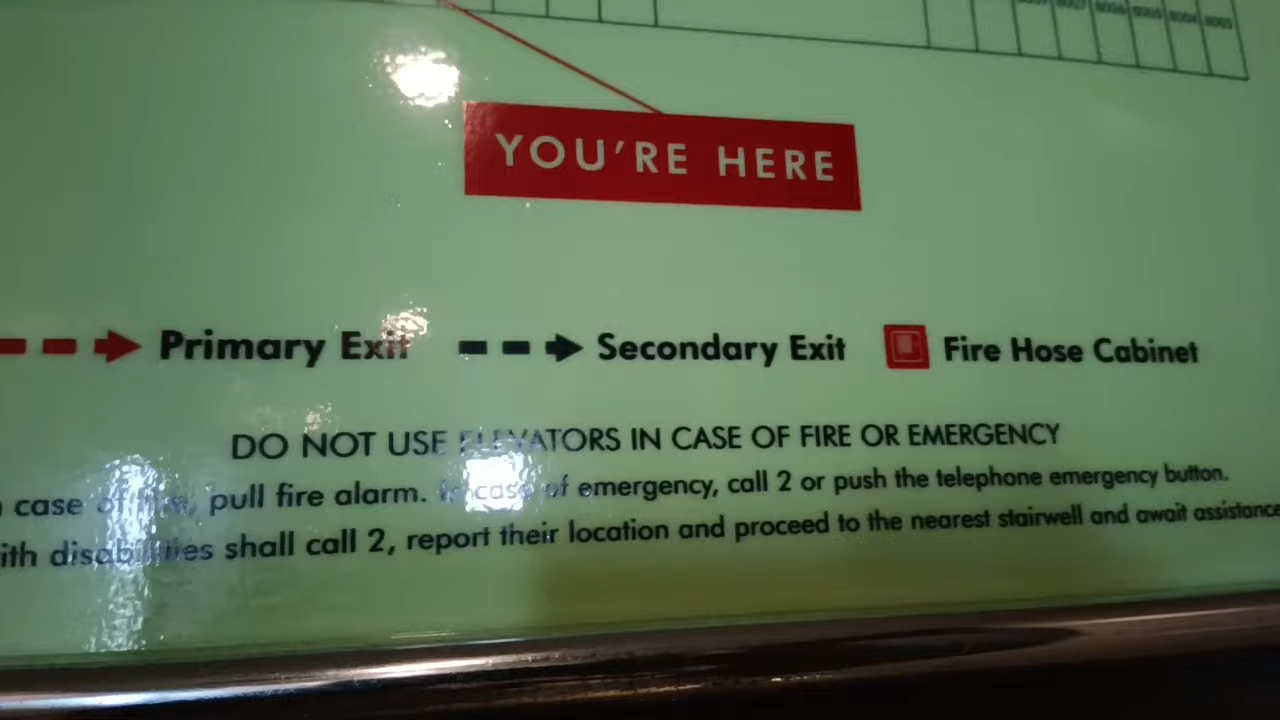 YOU'RE HERE
Primary Exit Secondary Exit Fire Hose Cabinet
DO NOT USE ELEVATORS IN CASE OF FIRE OR EMERGENCY
case of fire, pull fire alarm. In case of emergency, call 2 or push the telephone emergency button.
ith disabilities shall call 2, report their location and proceed to the nearest stairwell and await assistance